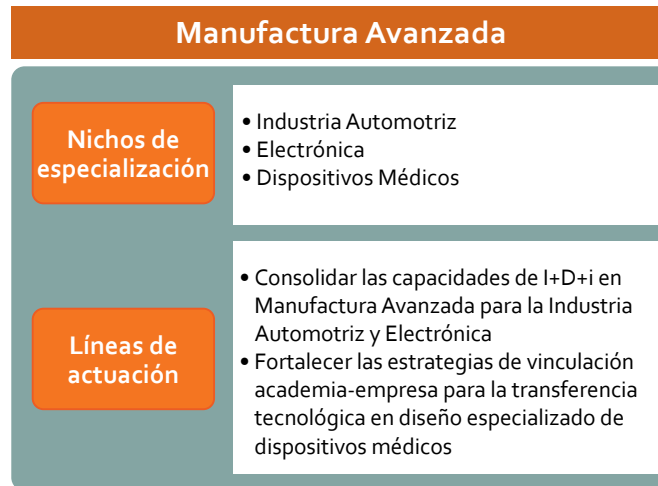 Manufactura Avanzada
Nichos de
especialización
• Industria Automotriz
• Electrónica
• Dispositivos Médicos
Líneas de
actuación
• Consolidar las capacidades de I+D+i en
Manufactura Avanzada para la Industria
Automotriz y Electrónica
• Fortalecer las estrategias de vinculación
academia-empresa para la transferencia
tecnológica en diseño especializado de
dispositivos médicos